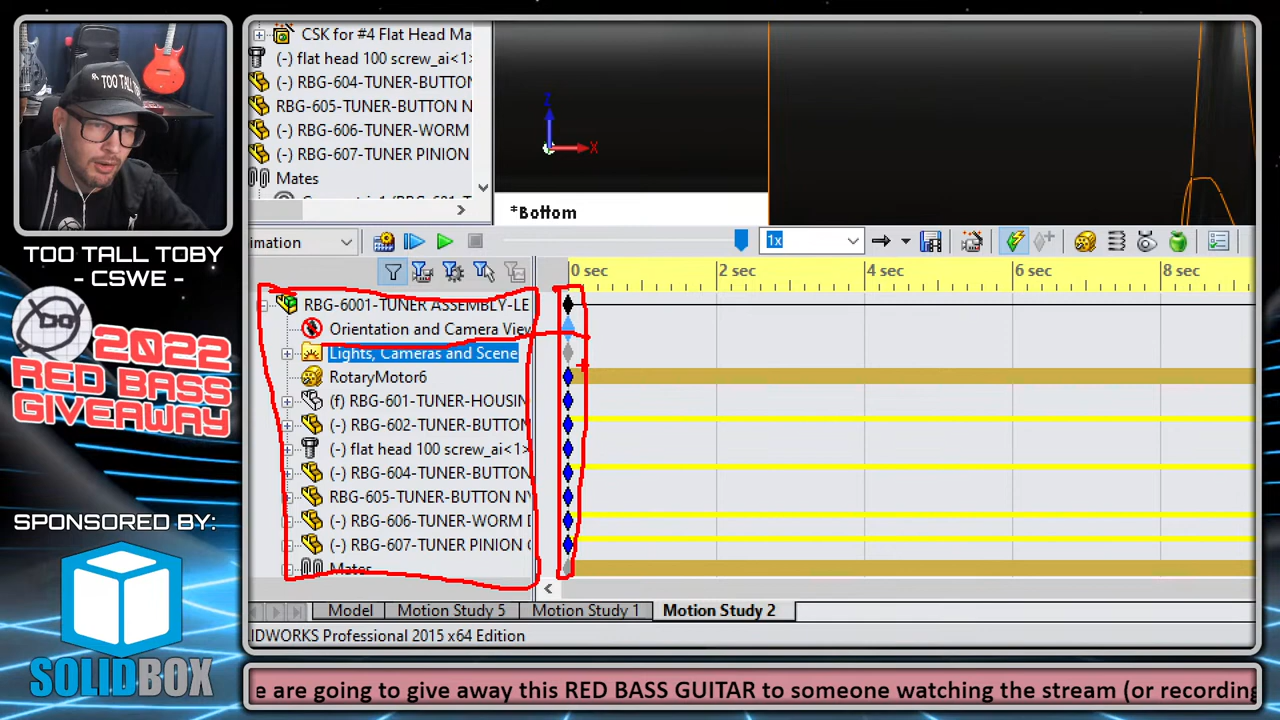 TOO TALL TOBY
TOO TALL TOBY
- CSWE -
2022
RED BASS
GIVEAWAY
SPONSORED BY:
SOLIDBOX
CSK for #4 Flat Head Ma
(-) flat head 100 screw_ai<1>
(-) RBG-604-TUNER-BUTTON
RBG-605-TUNER-BUTTON N
(-) RBG-606-TUNER-WORM
(-) RBG-607-TUNER PINION
Mates
Z
X
*Bottom
imation
1x
0 sec
2 sec
4 sec
6 sec
8 sec
RBG-6001-TUNER ASSEMBLY-LE
Orientation and Camera View
Lights, Cameras and Scene
RotaryMotor6
(f) RBG-601-TUNER-HOUSIN
(-) RBG-602-TUNER-BUTTON
(-) flat head 100 screw_ai<1>
(-) RBG-604-TUNER-BUTTON
RBG-605-TUNER-BUTTON NY
(-) RBG-606-TUNER-WORM
(-) RBG-607-TUNER PINION
Mates
Model
Motion Study 5
Motion Study 1
Motion Study 2
IDWORKS Professional 2015 x64 Edition
e are going to give away this RED BASS GUITAR to someone watching the stream (or recording